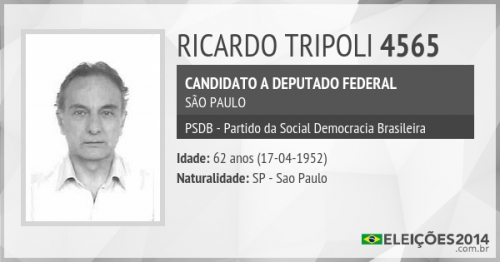 RICARDO TRIPOLI 4565
CANDIDATO A DEPUTADO FEDERAL
SÃO PAULO
PSDB - Partido da Social Democracia Brasileira
Idade: 62 anos (17-04-1952)
Naturalidade: SP - Sao Paulo
ELEIÇÕES2014
.com.br